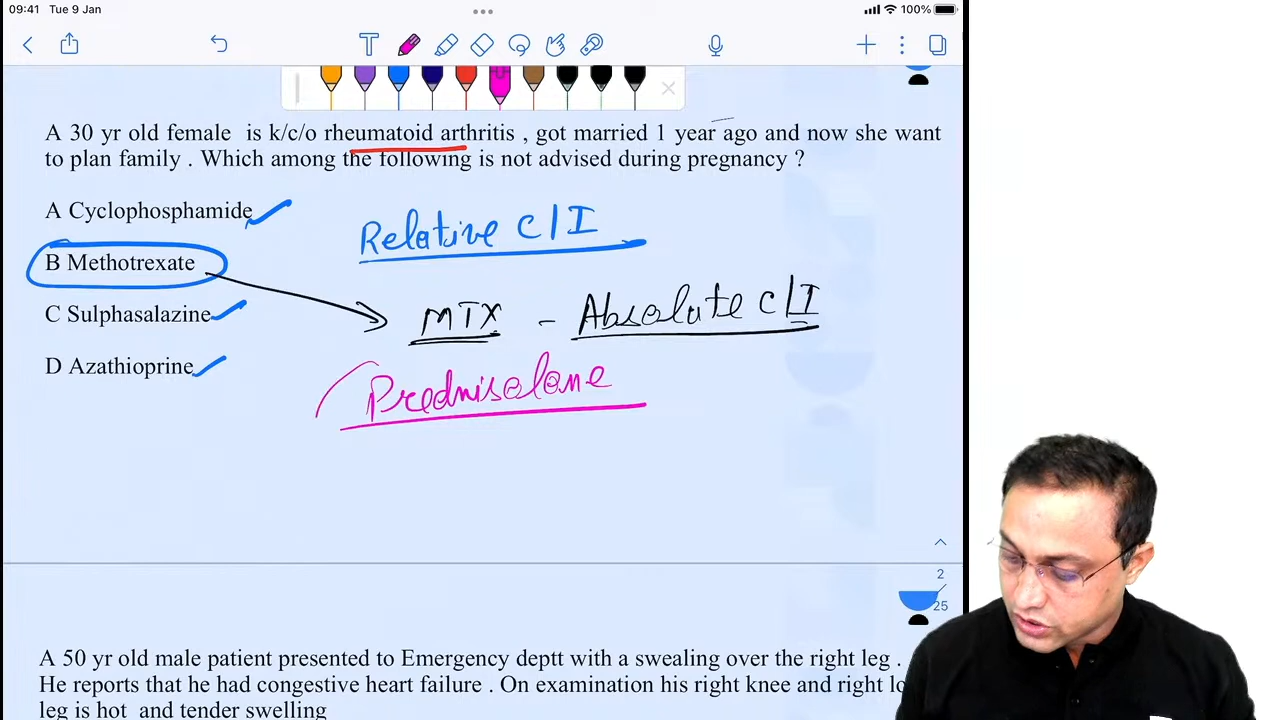 09:41 Tue 9 Jan
100%
A 30 yr old female is k/c/o rheumatoid arthritis , got married 1 year ago and now she want
to plan family . Which among the following is not advised during pregnancy ?
A Cyclophosphamide
Relative C/I
B Methotrexate
MTX - Absolute C/I
C Sulphasalazine
D Azathioprine
Prednisolone
2
25
A 50 yr old male patient presented to Emergency deptt with a swealing over the right leg .
He reports that he had congestive heart failure . On examination his right knee and right lo
leg is hot and tender swelling